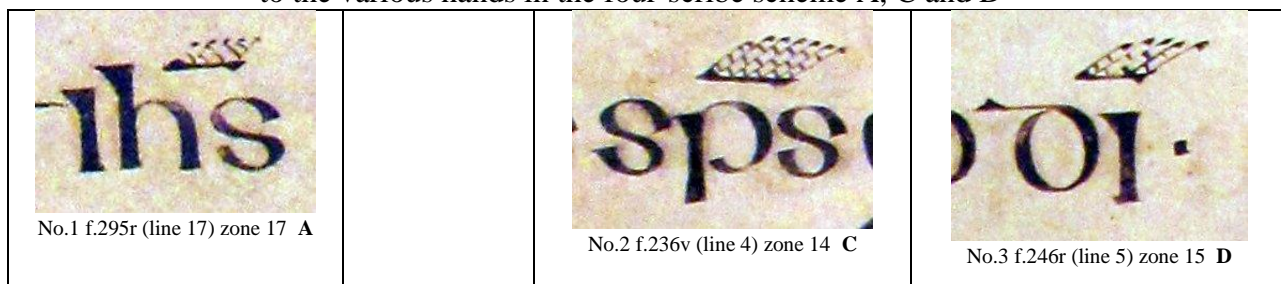 to the various hands in the four scribe scheme A, C and D
ihs
sps
di ·
No.1 f.295r (line 17) zone 17 A
No.2 f.236v (line 4) zone 14 C
No.3 f.246r (line 5) zone 15 D